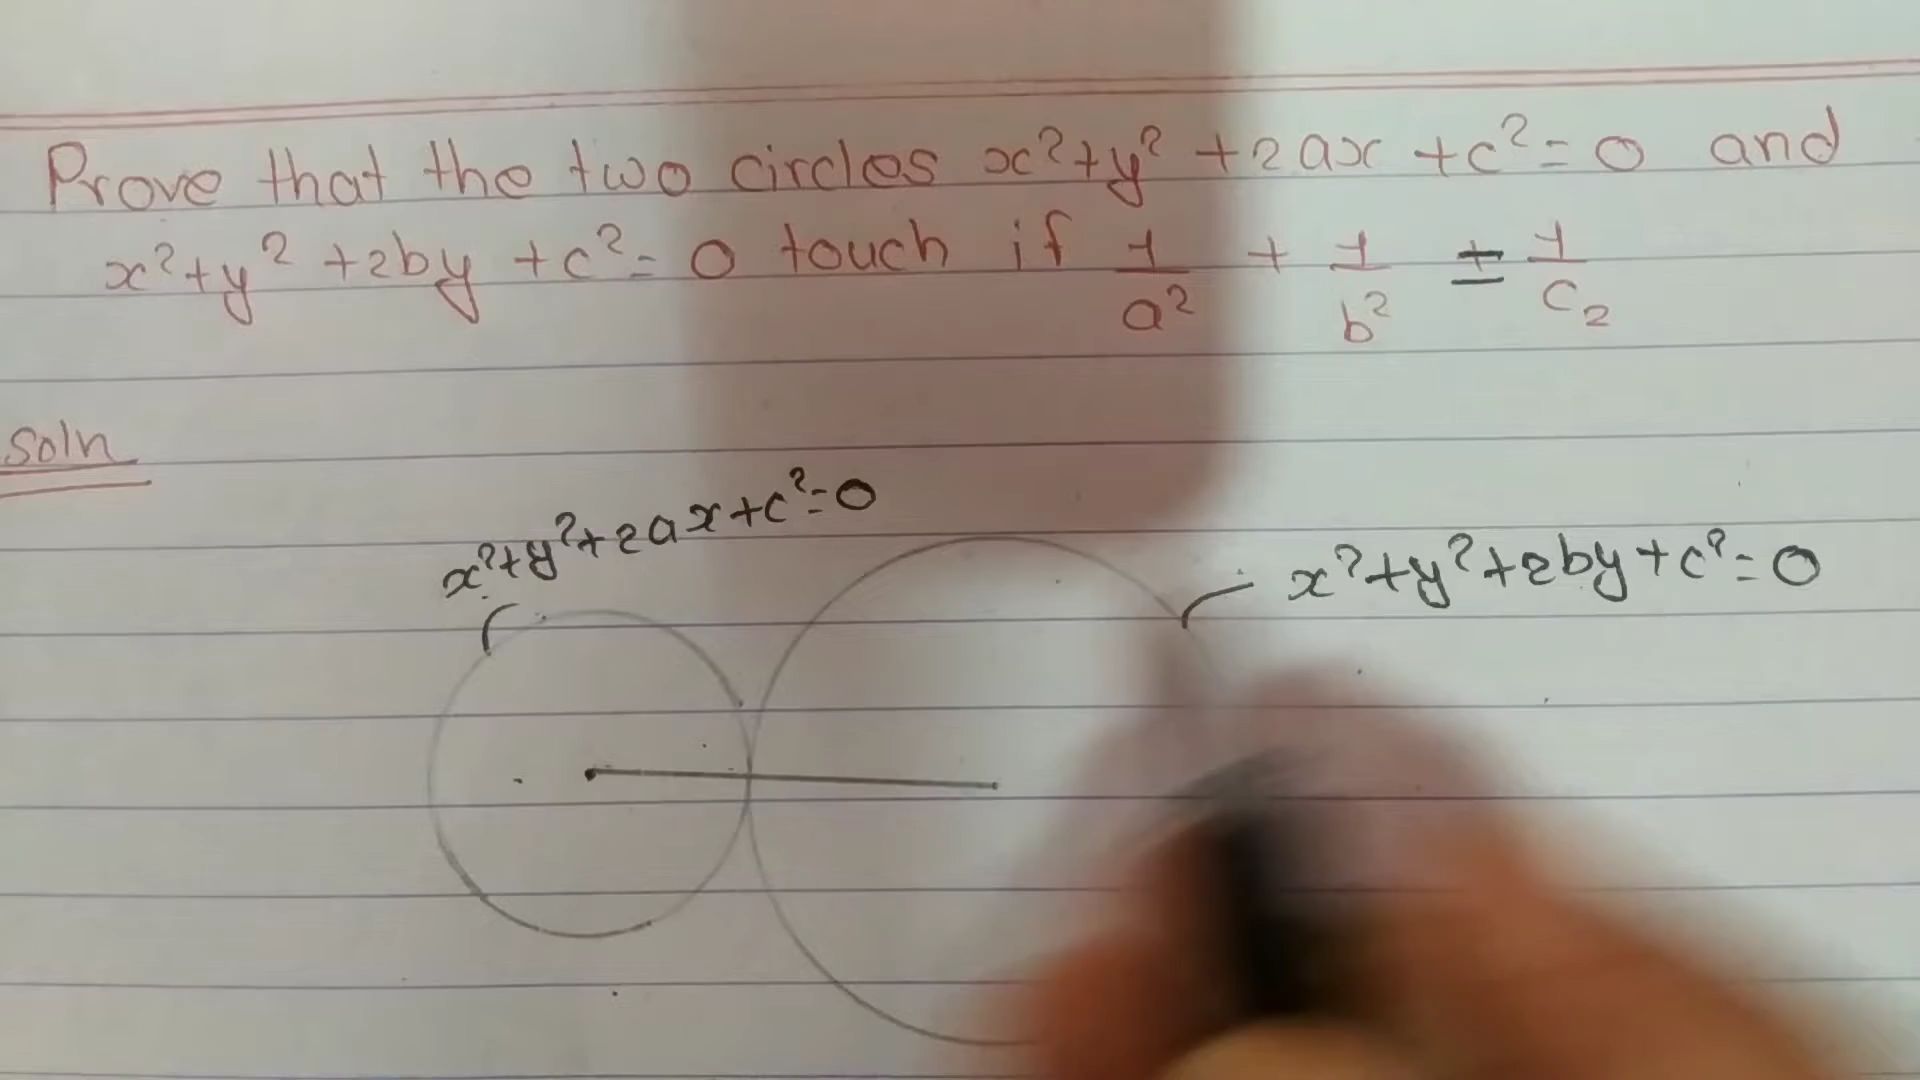 Prove that the two circles x²+y² +2ax +c²=0 and
x²+y² +2by +c²=0 touch if 1/a² + 1/b² = 1/c₂
Soln
x²+y²+2ax+c²=0
x²+y²+2by+c²=0